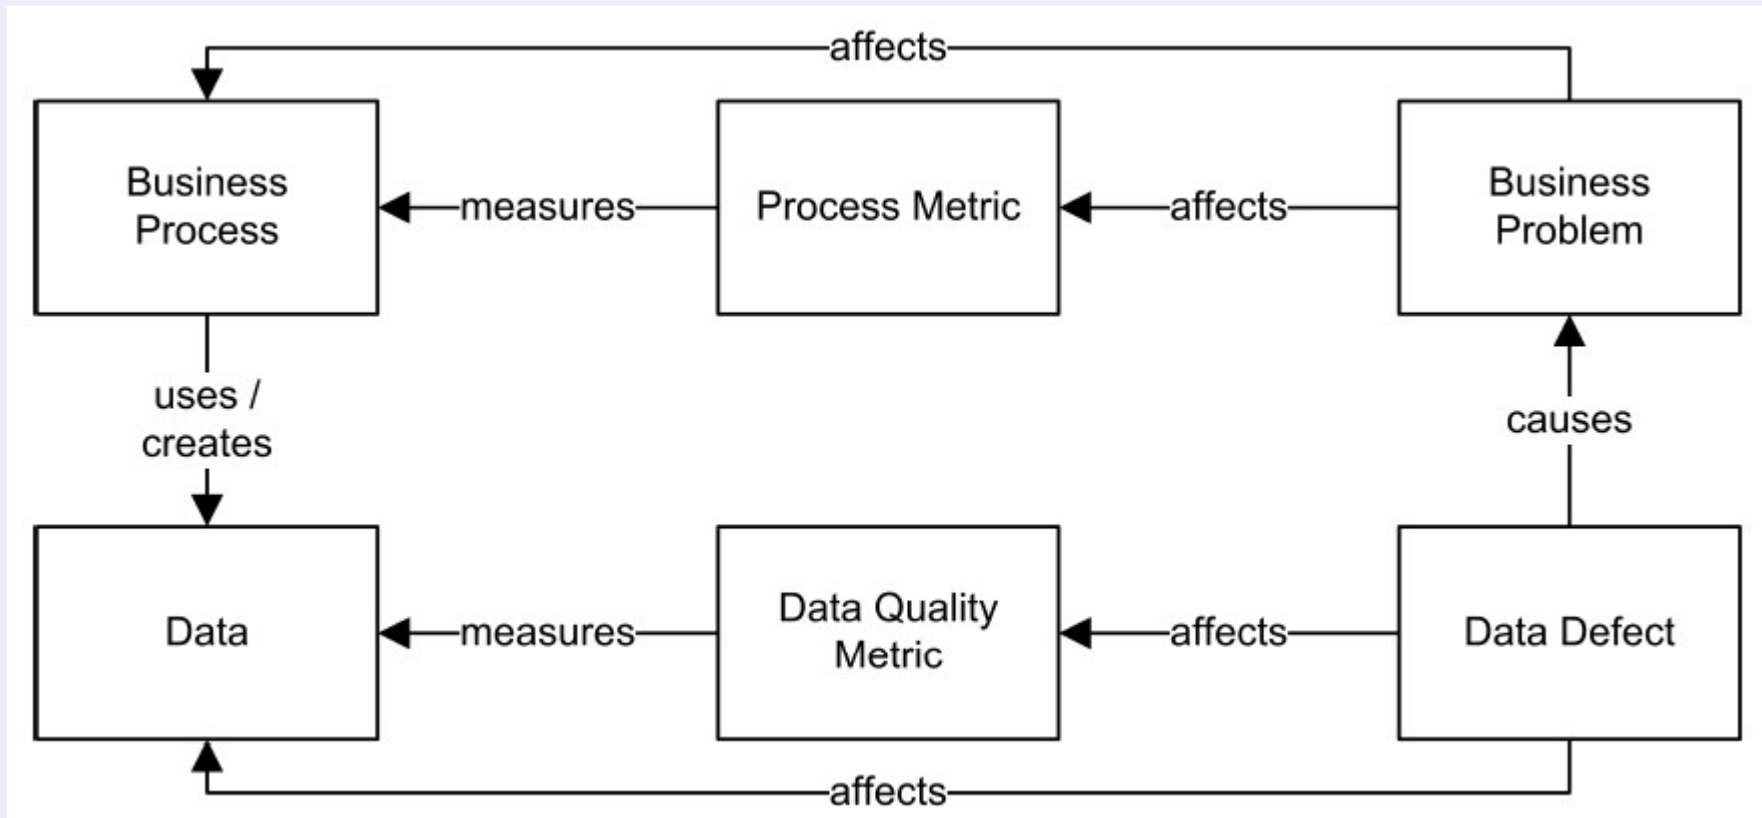 affects
Business
Process
measures
Process Metric
affects
Business
Problem
uses /
creates
causes
Data
measures
Data Quality
Metric
affects
Data Defect
affects